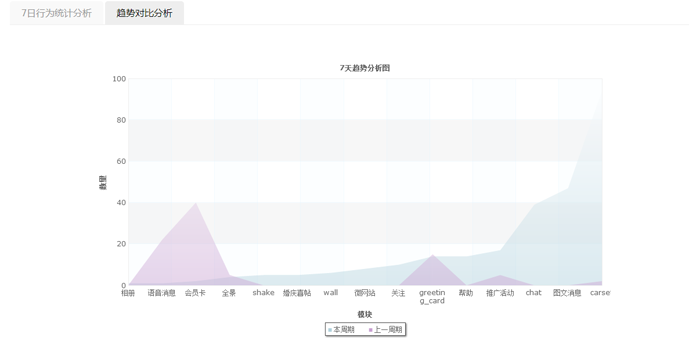 7日行为统计分析
趋势对比分析
7天趋势分析图
数量
100
80
60
40
20
0
相册 语音消息 会员卡 全景 shake 婚庆喜帖 wall 微网站 关注 greetin g_card 帮助 推广活动 chat 图文消息 carset
模块
本周期 上一周期